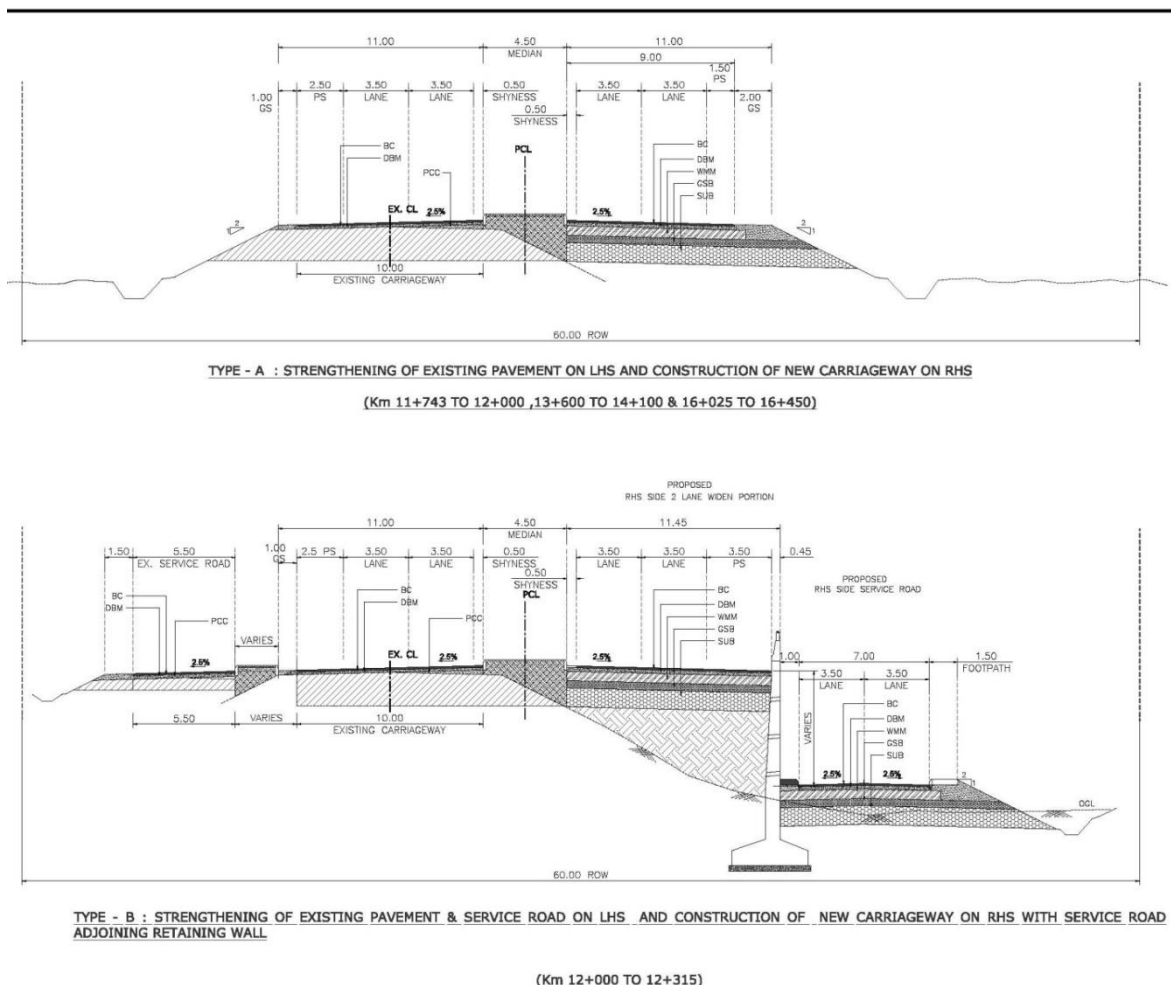 11.00 4.50 11.00
MEDIAN
9.00
1.50
PS
2.50 3.50 3.50 0.50 3.50 3.50
1.00 PS LANE LANE SHYNESS LANE LANE 2.00
GS GS
0.50
SHYNESS
BC
DBM
PCC
PCL
BC
DBM
WMM
GSB
SUB
EX. CL 2.5% 2.5%
2
1
2
1
10.00
EXISTING CARRIAGEWAY
60.00 ROW
TYPE - A : STRENGTHENING OF EXISTING PAVEMENT ON LHS AND CONSTRUCTION OF NEW CARRIAGEWAY ON RHS
(Km 11+743 TO 12+000 ,13+600 TO 14+100 & 16+025 TO 16+450)
PROPOSED
RHS SIDE 2 LANE WIDEN PORTION
11.00 4.50 11.45
MEDIAN
1.50 5.50 1.00 2.5 PS 3.50 3.50 0.50 3.50 3.50 3.50 0.45
EX. SERVICE ROAD GS LANE LANE SHYNESS LANE LANE PS
0.50
SHYNESS
PROPOSED
RHS SIDE SERVICE ROAD
BC
DBM
PCC
BC
DBM
PCC
PCL
BC
DBM
WMM
GSB
SUB
VARIES
2.5% EX. CL 2.5% 2.5%
1.00 7.00 1.50
FOOTPATH
3.50 3.50
LANE LANE
VARIES
BC
DBM
WMM
GSB
SUB
2.5% 2.5%
2
1
OGL
5.50 VARIES 10.00
EXISTING CARRIAGEWAY
60.00 ROW
TYPE - B : STRENGTHENING OF EXISTING PAVEMENT & SERVICE ROAD ON LHS AND CONSTRUCTION OF NEW CARRIAGEWAY ON RHS WITH SERVICE ROAD
ADJOINING RETAINING WALL
(Km 12+000 TO 12+315)